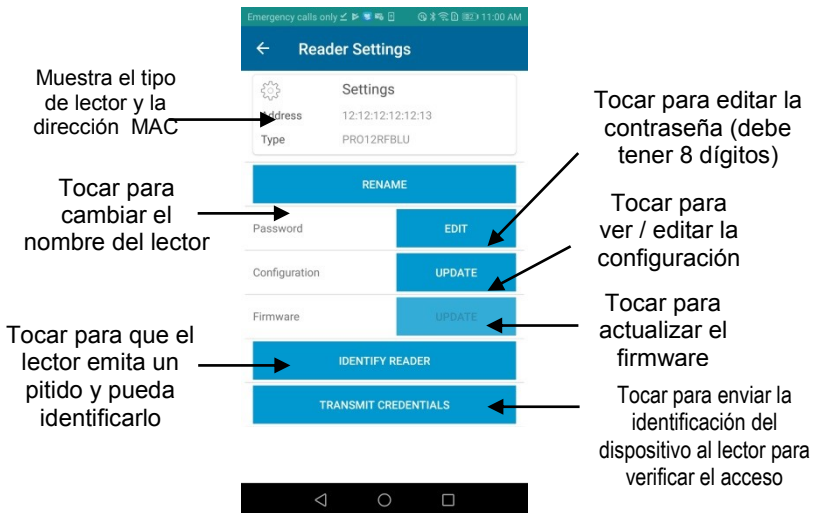 Emergency calls only 11:00 AM
Reader Settings
Settings
Address 12:12:12:12:12:13
Type PRO12RFBLU
RENAME
Password EDIT
Configuration UPDATE
Firmware UPDATE
IDENTIFY READER
TRANSMIT CREDENTIALS
Muestra el tipo
de lector y la
dirección MAC
Tocar para
cambiar el
nombre del lector
Tocar para que el
lector emita un
pitido y pueda
identificarlo
Tocar para editar la
contraseña (debe
tener 8 dígitos)
Tocar para
ver / editar la
configuración
Tocar para
actualizar el
firmware
Tocar para enviar la
identificación del
dispositivo al lector para
verificar el acceso